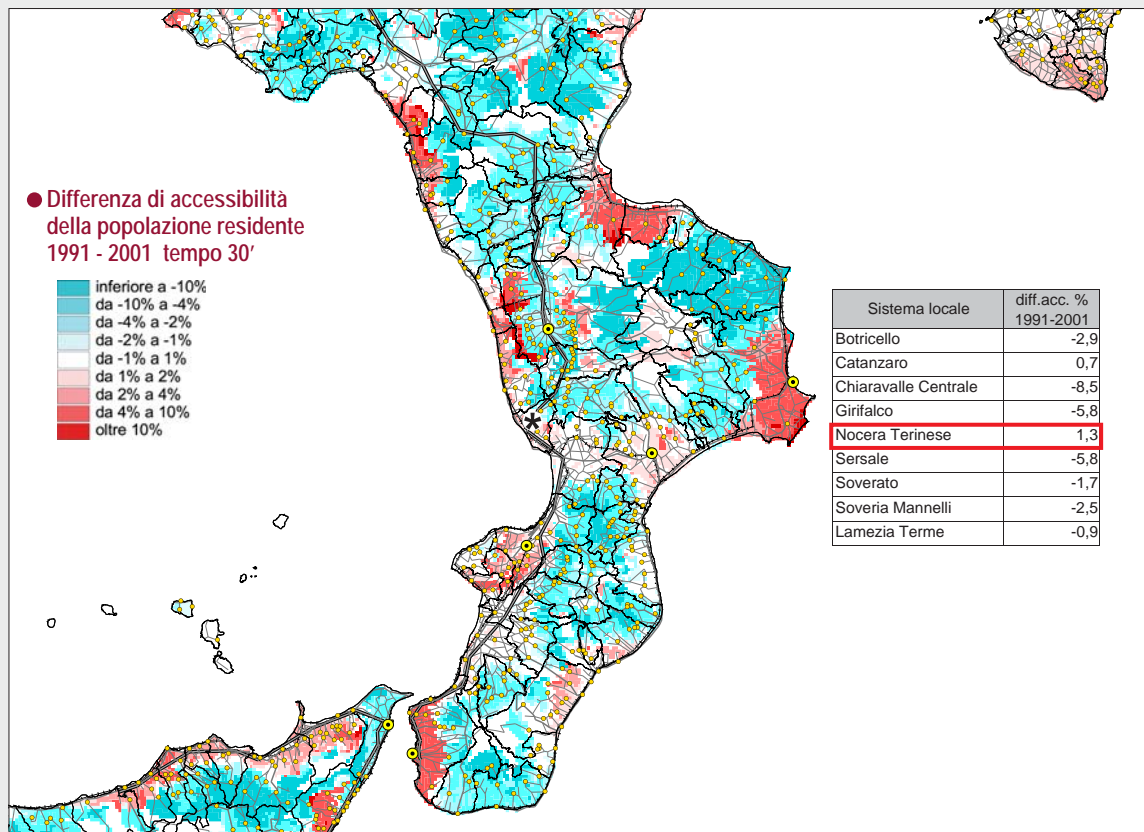 Differenza di accessibilità
della popolazione residente
1991 - 2001 tempo 30'
inferiore a -10%
da -10% a -4%
da -4% a -2%
da -2% a -1%
da -1% a 1%
da 1% a 2%
da 2% a 4%
da 4% a 10%
oltre 10%
Sistema locale diff.acc. %
1991-2001
Botricello -2,9
Catanzaro 0,7
Chiaravalle Centrale -8,5
Girifalco -5,8
Nocera Terinese 1,3
Sersale -5,8
Soverato -1,7
Soveria Mannelli -2,5
Lamezia Terme -0,9
*